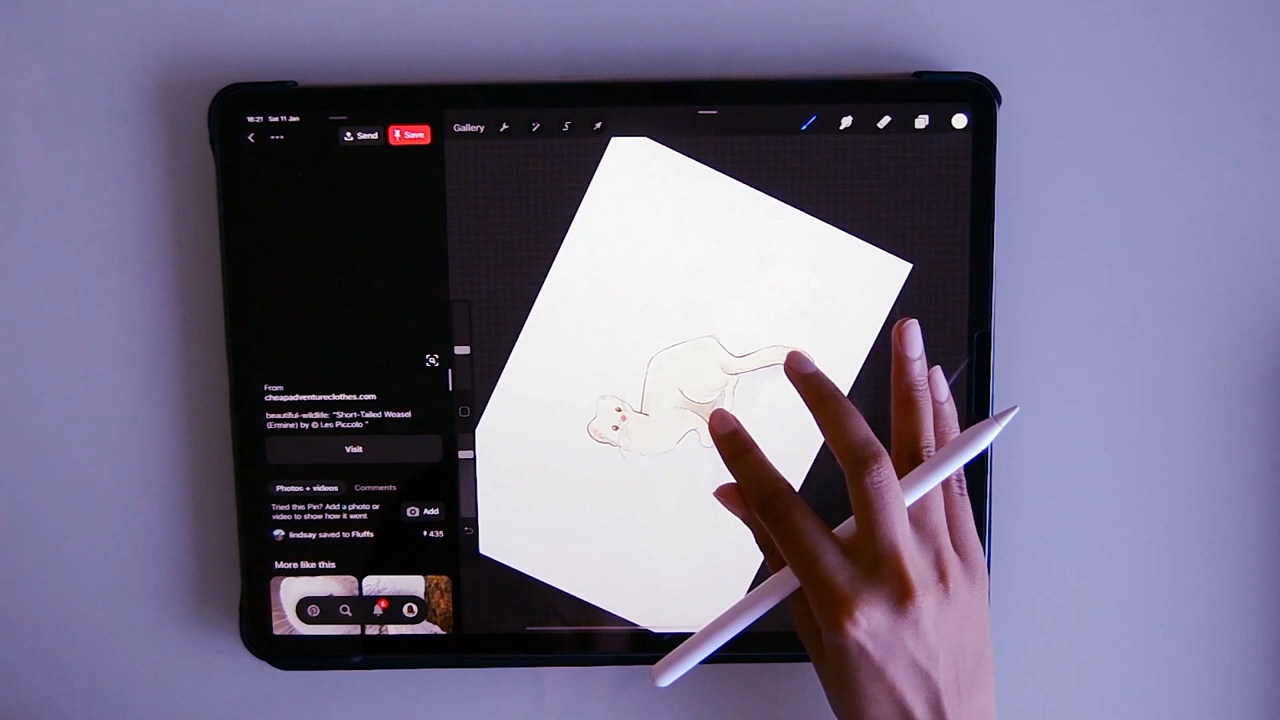 18:21 Sat 11 Jan
Send
Save
Gallery
From
cheapadventureclothes.com
beautiful-wildlife: "Short-Tailed Weasel
(Ermine) by © Les Piccolo "
Visit
Photos + videos
Comments
Tried this Pin? Add a photo or
video to show how it went
Add
lindsay saved to Fluffs
435
More like this
6